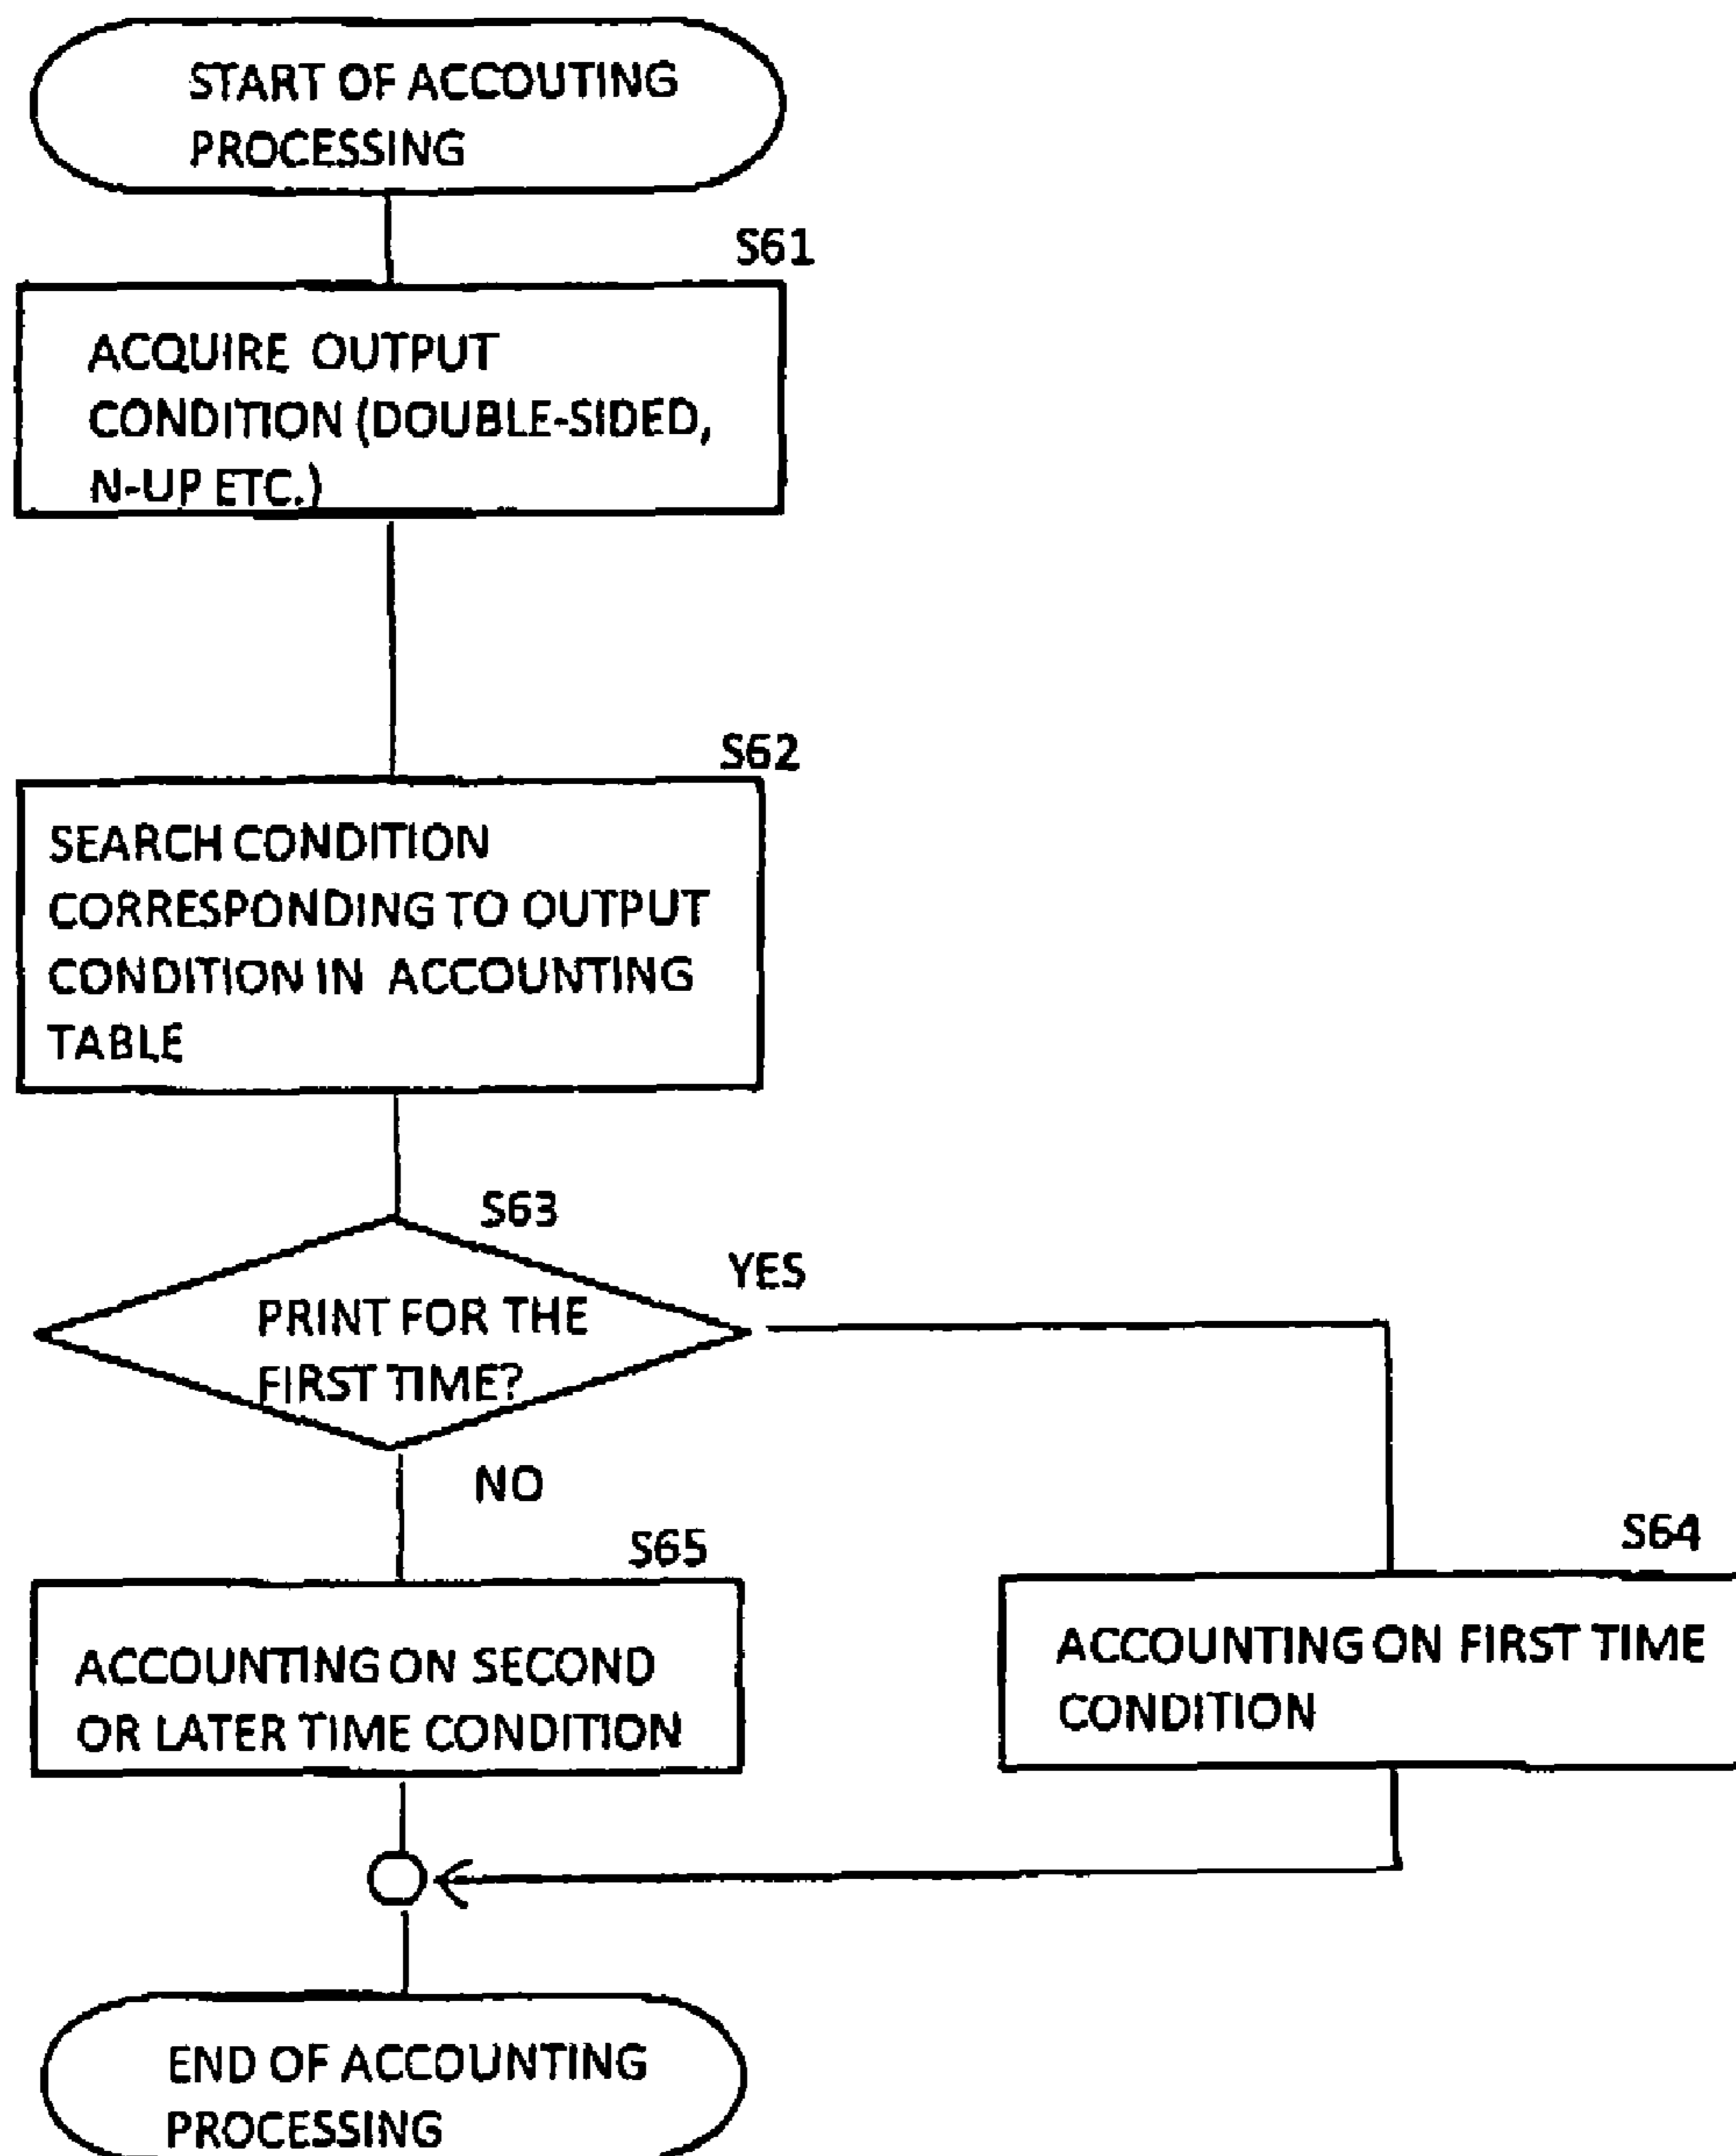 START OF ACCOUTING
PROCESSING
S61
ACQUIRE OUTPUT
CONDITION (DOUBLE-SIDED,
N-UP ETC.)
S62
SEARCH CONDITION
CORRESPONDING TO OUTPUT
CONDITION IN ACCOUNTING
TABLE
S63
YES
PRINT FOR THE
FIRST TIME?
NO
S65
ACCOUNTING ON SECOND
OR LATER TIME CONDITION
S64
ACCOUNTING ON FIRST TIME
CONDITION
END OF ACCOUNTING
PROCESSING